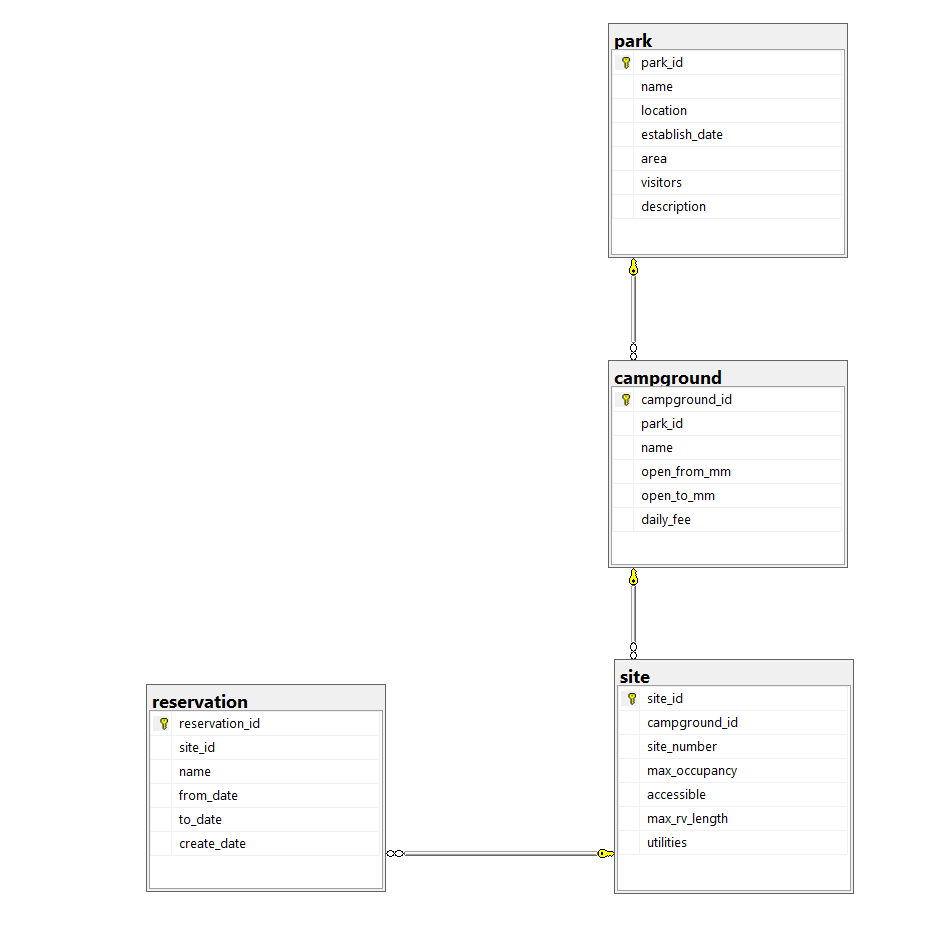 park
park_id
name
location
establish_date
area
visitors
description
campground
campground_id
park_id
name
open_from_mm
open_to_mm
daily_fee
site
site_id
campground_id
site_number
max_occupancy
accessible
max_rv_length
utilities
reservation
reservation_id
site_id
name
from_date
to_date
create_date